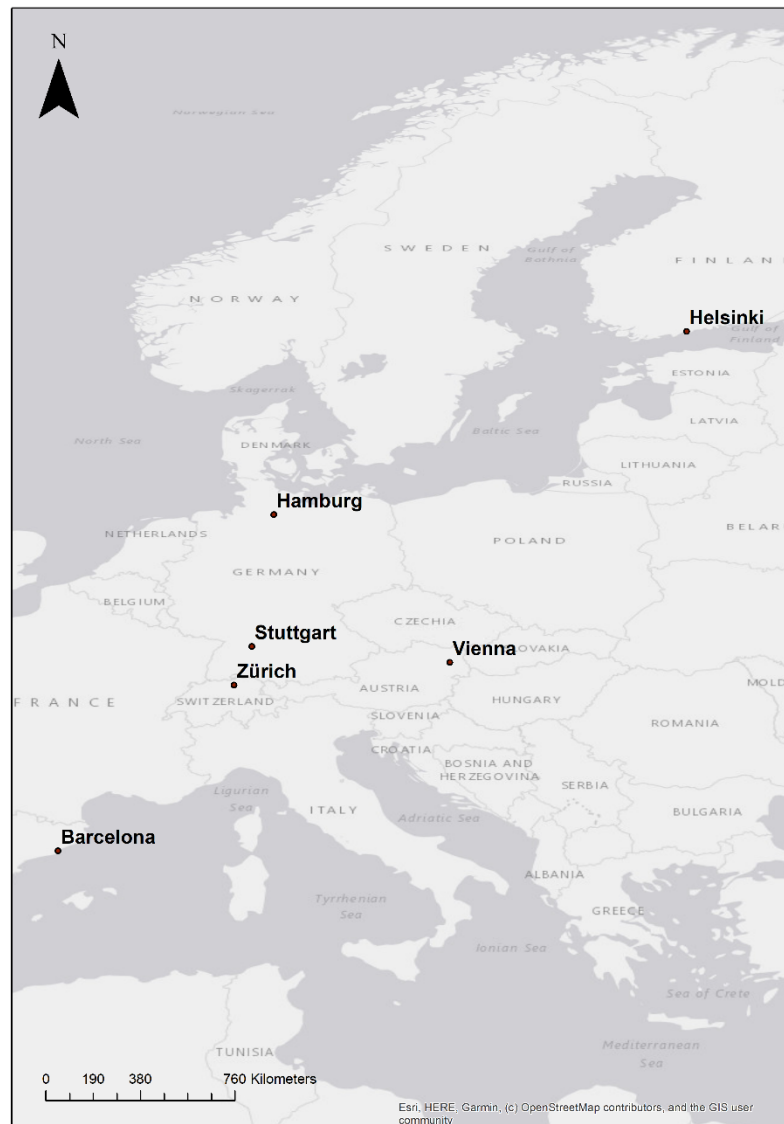 N
Norwegian Sea
SWEDEN
Gulf of
Bothnia
FINLAN
NORWAY
Helsinki
Gulf of
Finland
ESTONIA
Skagerrak
LATVIA
North Sea
DENMARK
Baltic Sea
LITHUANIA
RUSSIA
Hamburg
NETHERLANDS
POLAND
BELAR
GERMANY
BELGIUM
CZECHIA
Stuttgart
Vienna
OVAKIA
Zürich
AUSTRIA
MOLD
FRANCE
SWITZERLAND
HUNGARY
SLOVENIA
ROMANIA
CROATIA
BOSNIA AND
HERZEGOVINA
SERBIA
Ligurian
Sea
ITALY
Adriatic Sea
BULGARIA
Barcelona
ALBANIA
Tyrrhenian
Sea
GREECE
Ionian Sea
Sea of Crete
TUNISIA
Mediterranean
Sea
0 190 380 760 Kilometers
Esri, HERE, Garmin, (c) OpenStreetMap contributors, and the GIS user
community